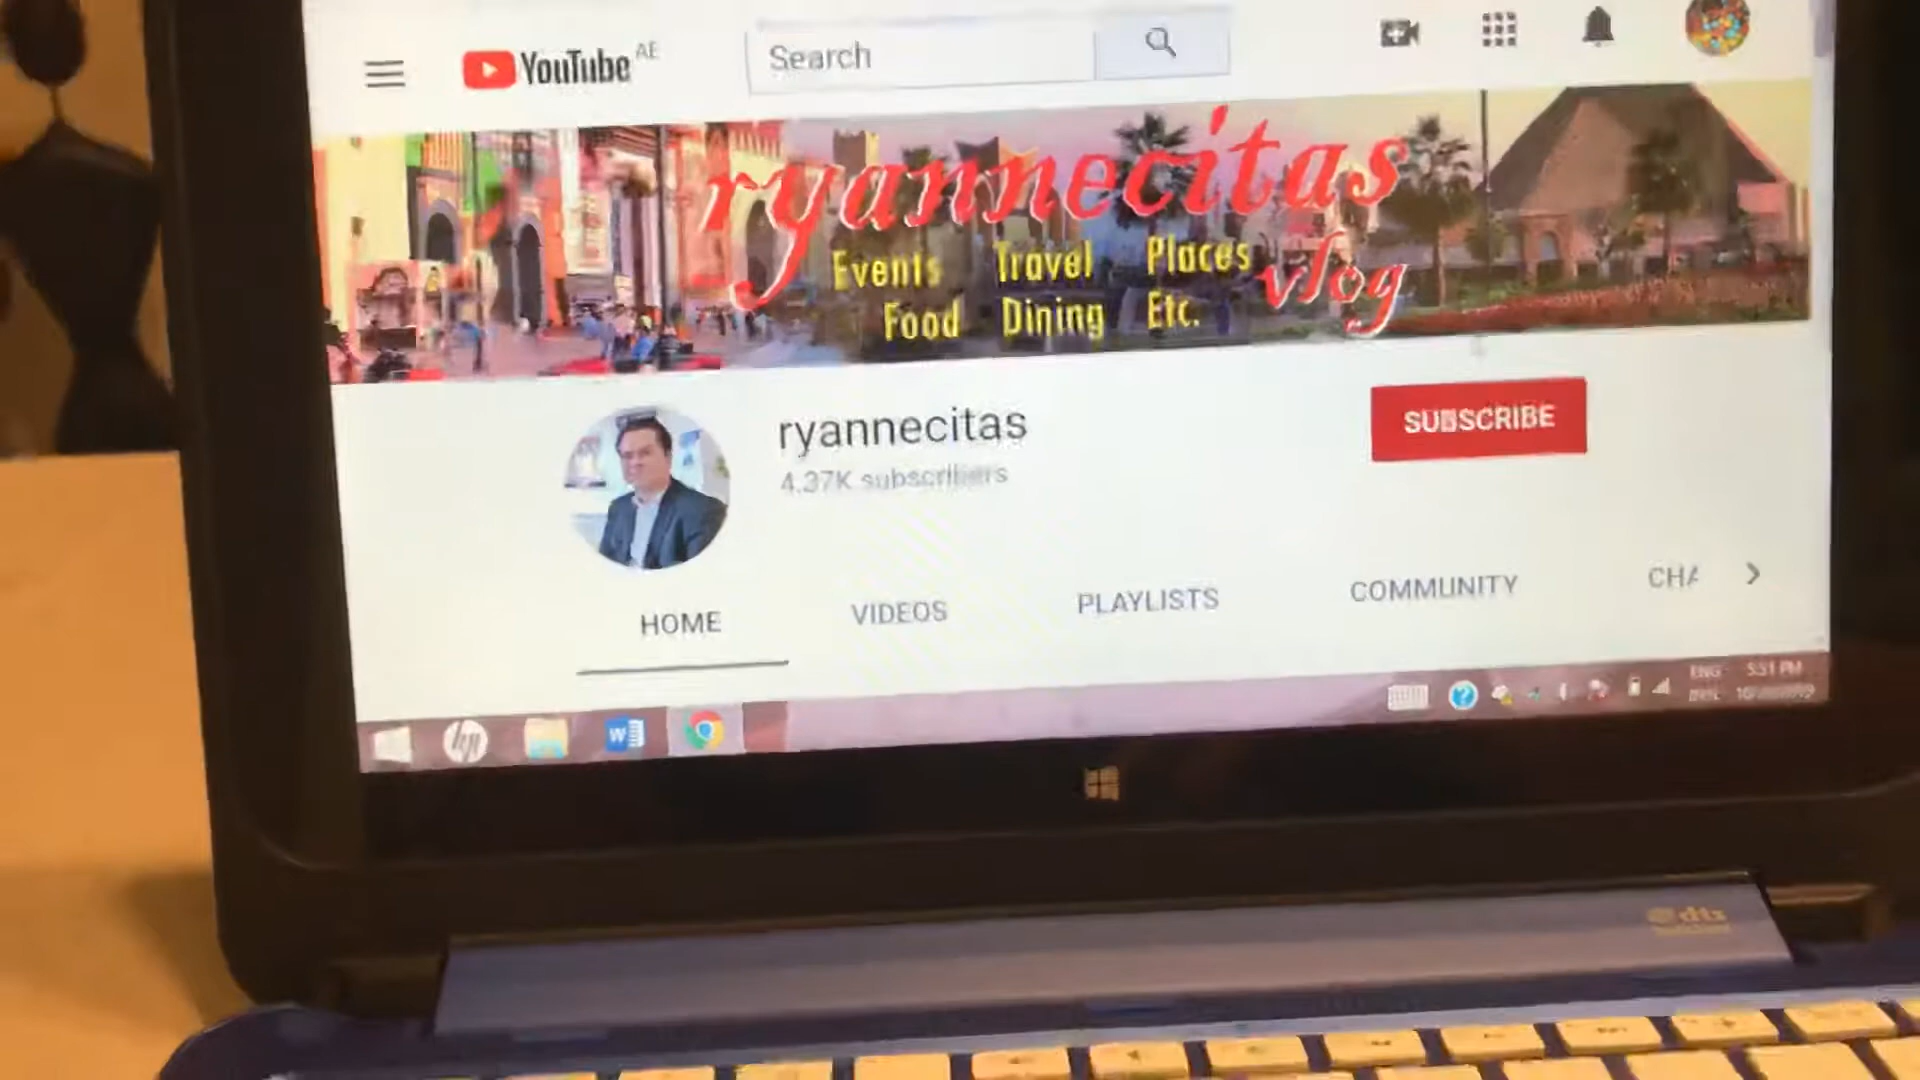 YouTube AE
Search
ryannecitas
Events Travel Places
vlog
Food Dining Etc.
ryannecitas
4.37K subscribers
SUBSCRIBE
HOME VIDEOS PLAYLISTS COMMUNITY CHA
ENG 5:51 PM
hp
W
dts